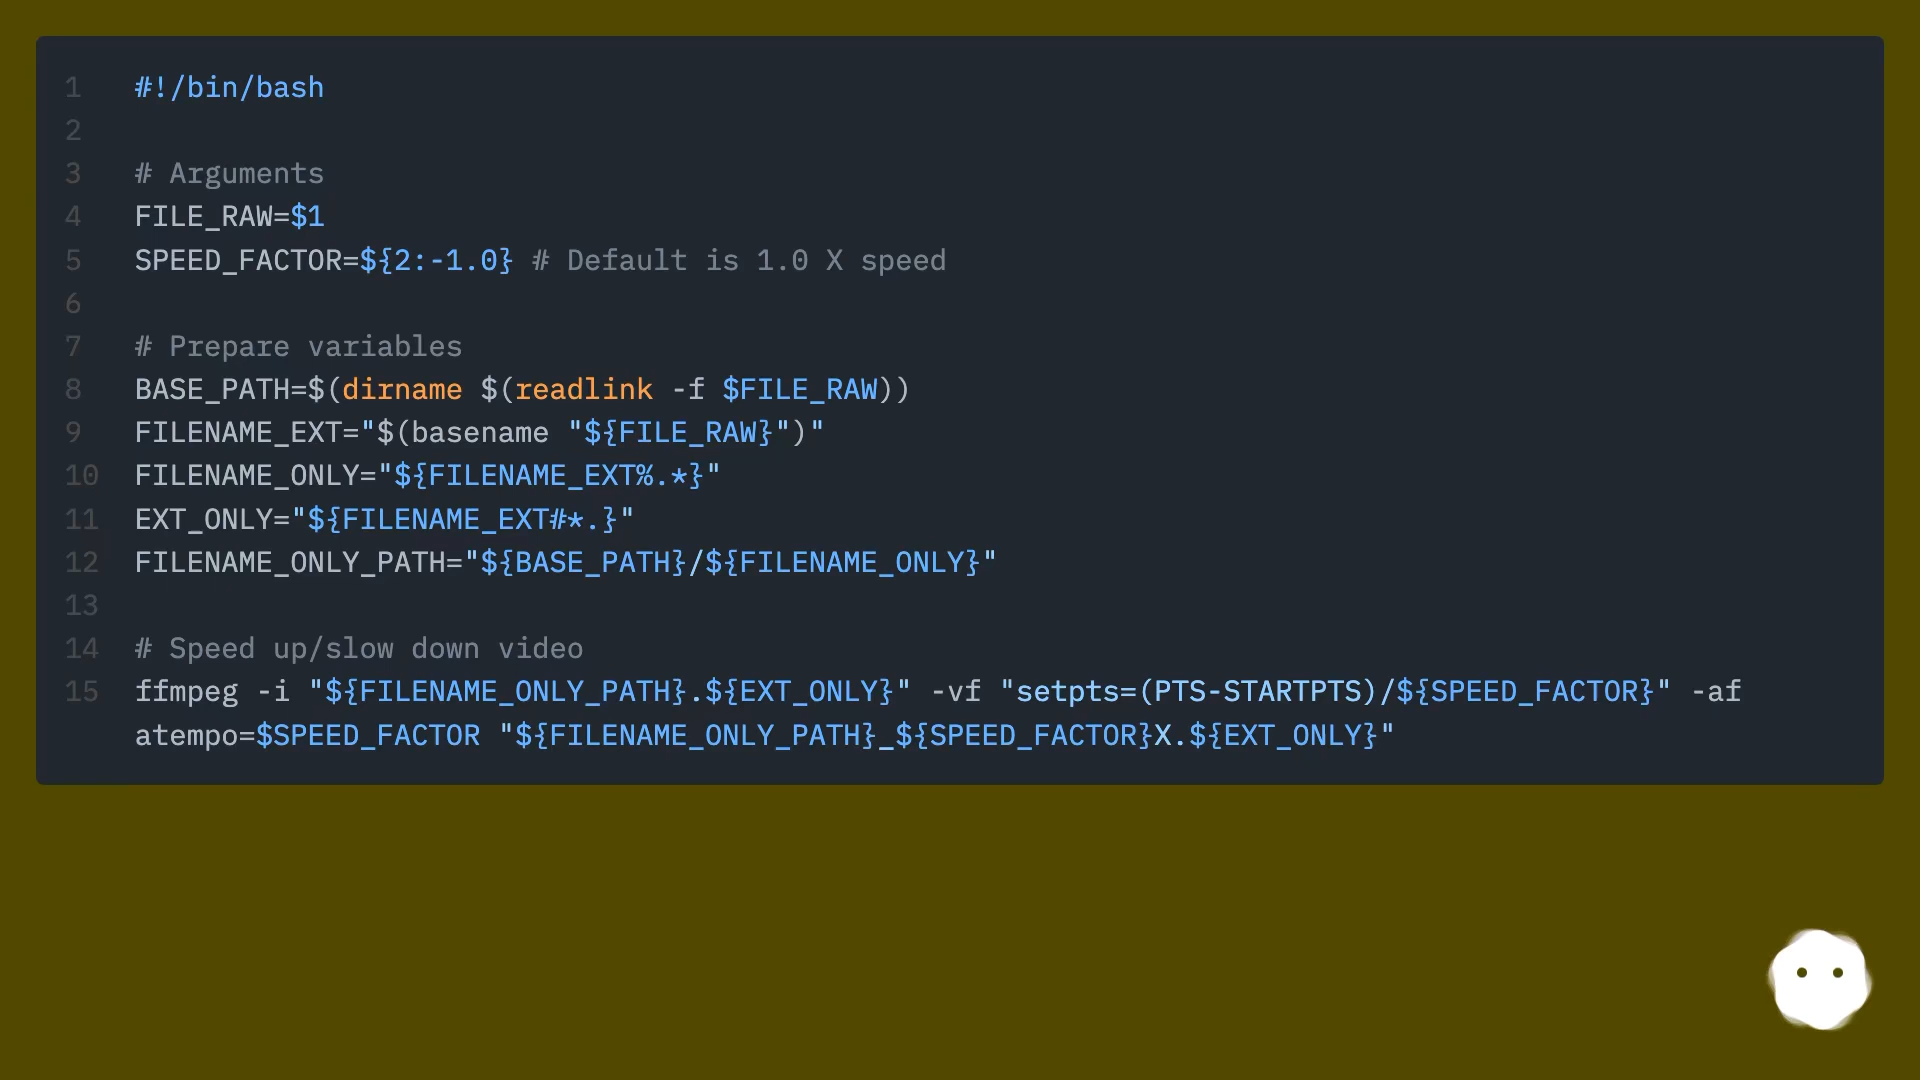 1 #!/bin/bash
2
3 # Arguments
4 FILE_RAW=$1
5 SPEED_FACTOR=${2:-1.0} # Default is 1.0 X speed
6
7 # Prepare variables
8 BASE_PATH=$(dirname $(readlink -f $FILE_RAW))
9 FILENAME_EXT="$(basename "${FILE_RAW}")"
10 FILENAME_ONLY="${FILENAME_EXT%.*}"
11 EXT_ONLY="${FILENAME_EXT#*.}"
12 FILENAME_ONLY_PATH="${BASE_PATH}/${FILENAME_ONLY}"
13
14 # Speed up/slow down video
15 ffmpeg -i "${FILENAME_ONLY_PATH}.${EXT_ONLY}" -vf "setpts=(PTS-STARTPTS)/${SPEED_FACTOR}" -af
atempo=$SPEED_FACTOR "${FILENAME_ONLY_PATH}_${SPEED_FACTOR}X.${EXT_ONLY}"